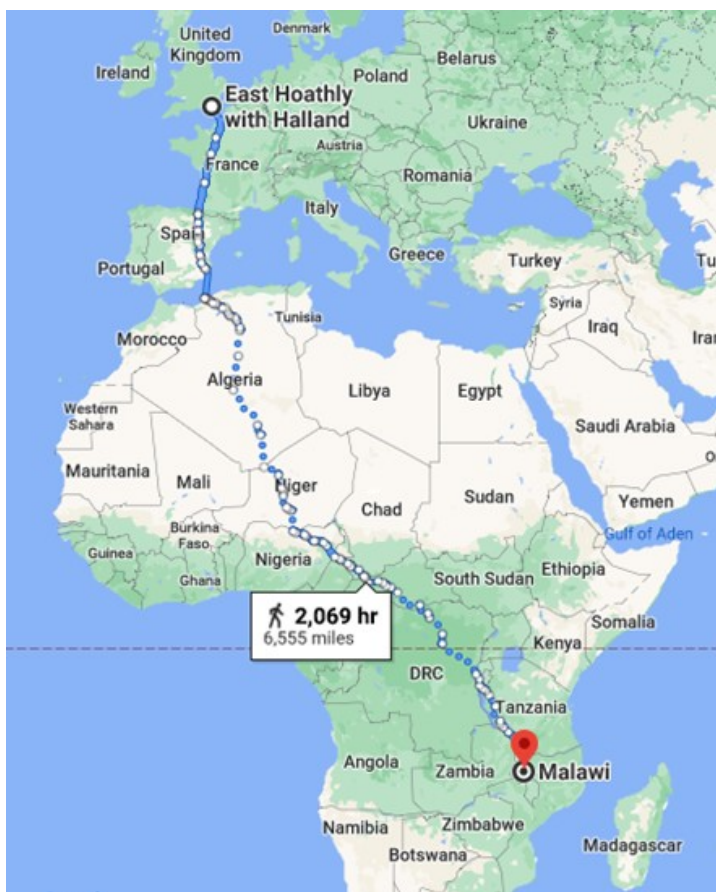 United
Kingdom
Denmark
Ireland
Poland
Belarus
East Hoathly
with Halland
Ukraine
France
Austria
Romania
Italy
Spain
Portugal
Greece
Turkey
Tu
Syria
Tunisia
Iraq
Iran
Morocco
Algeria
Libya
Egypt
Western
Sahara
Saudi Arabia
O
Mauritania
Mali
Niger
Chad
Sudan
Yemen
Gulf of Aden
Burkina
Faso
Guinea
Nigeria
Ghana
South Sudan
Ethiopia
2,069 hr
6,555 miles
Somalia
Kenya
DRC
Tanzania
Angola
Zambia
Malawi
Namibia
Zimbabwe
Botswana
Madagascar